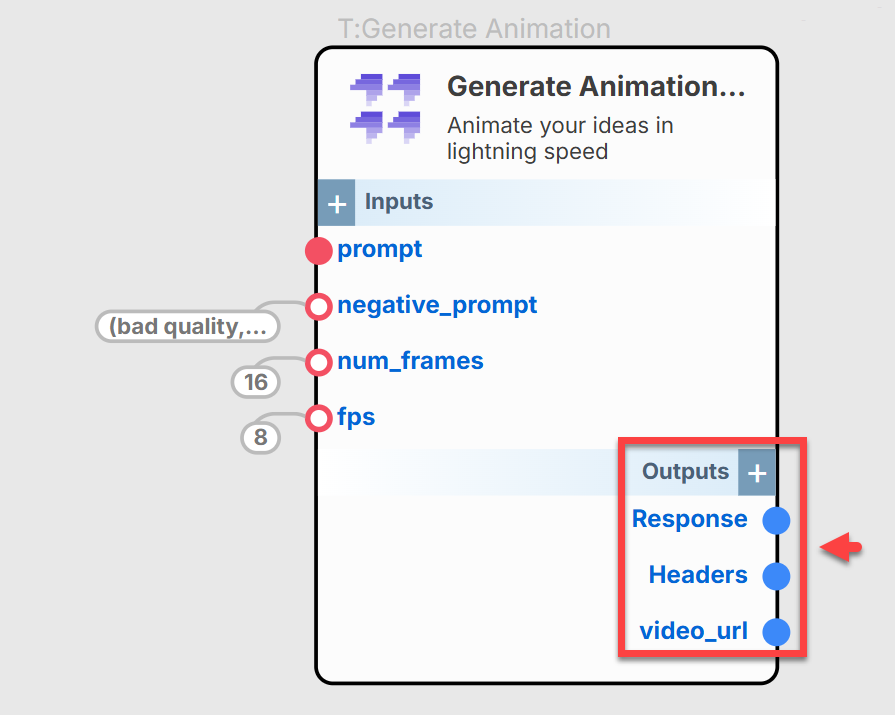 T:Generate Animation
Generate Animation...
Animate your ideas in
lightning speed
+ Inputs
prompt
negative_prompt
(bad quality,...
num_frames
16
fps
8
Outputs +
Response
Headers
video_url